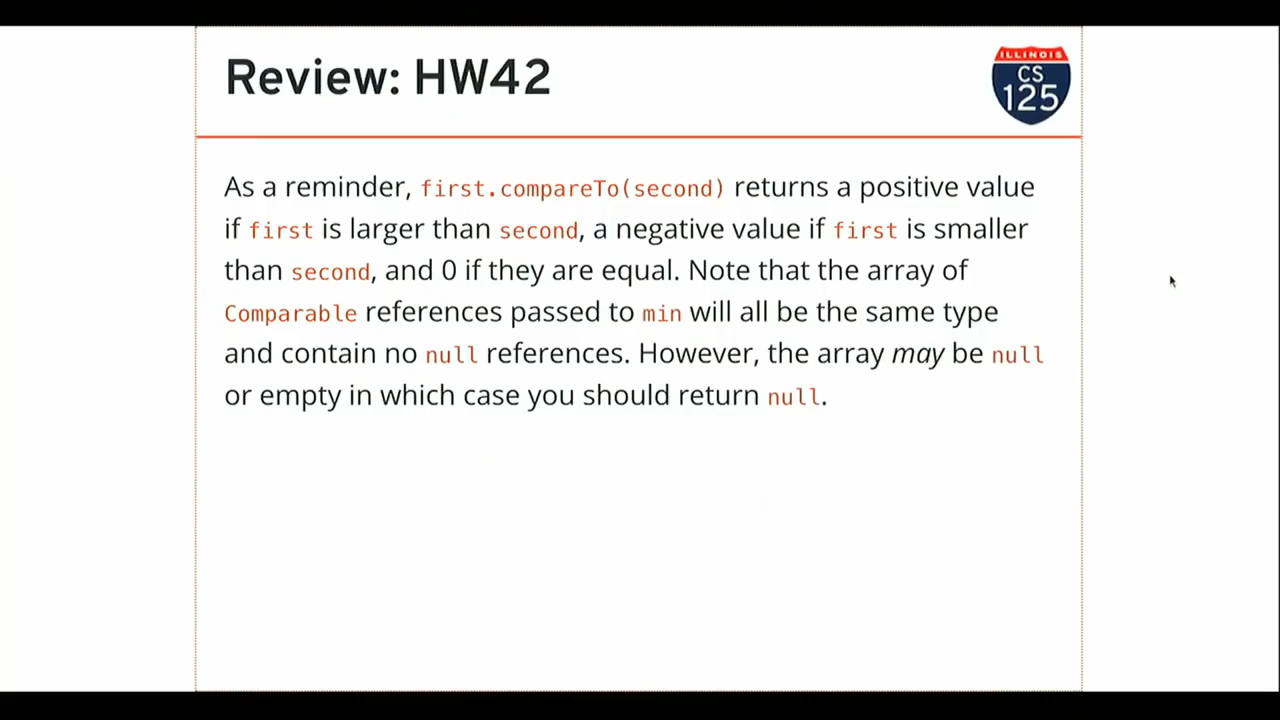 Review: HW42
ILLINOIS
CS
125
As a reminder, first.compareTo(second) returns a positive value
if first is larger than second, a negative value if first is smaller
than second, and 0 if they are equal. Note that the array of
Comparable references passed to min will all be the same type
and contain no null references. However, the array may be null
or empty in which case you should return null.